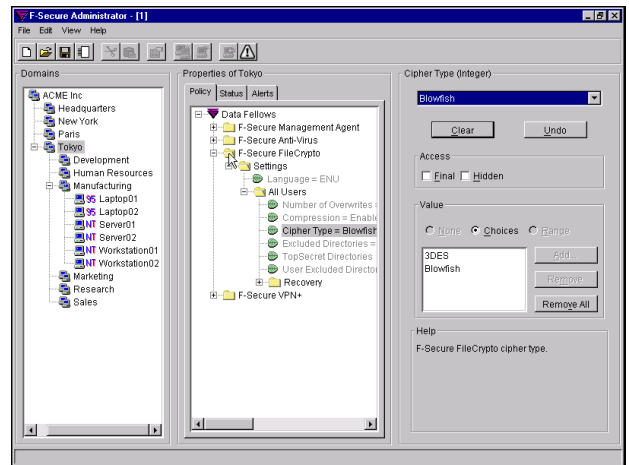 F-Secure Administrator - [1]
File Edit View Help
Domains
ACME Inc
Headquarters
New York
Paris
Tokyo
Development
Human Resources
Manufacturing
95 Laptop01
95 Laptop02
NT Server01
NT Server02
NT Workstation01
NT Workstation02
Marketing
Research
Sales
Properties of Tokyo
Policy Status Alerts
Data Fellows
F-Secure Management Agent
F-Secure Anti-Virus
F-Secure FileCrypto
Settings
Language = ENU
All Users
Number of Overwrites =
Compression = Enable
Cipher Type = Blowfish
Excluded Directories =
TopSecret Directories
User Excluded Director
Recovery
F-Secure VPN+
Cipher Type (Integer)
Blowfish
Clear Undo
Access
Final Hidden
Value
None Choices Range
3DES
Blowfish
Add...
Remove
Remove All
Help
F-Secure FileCrypto cipher type.